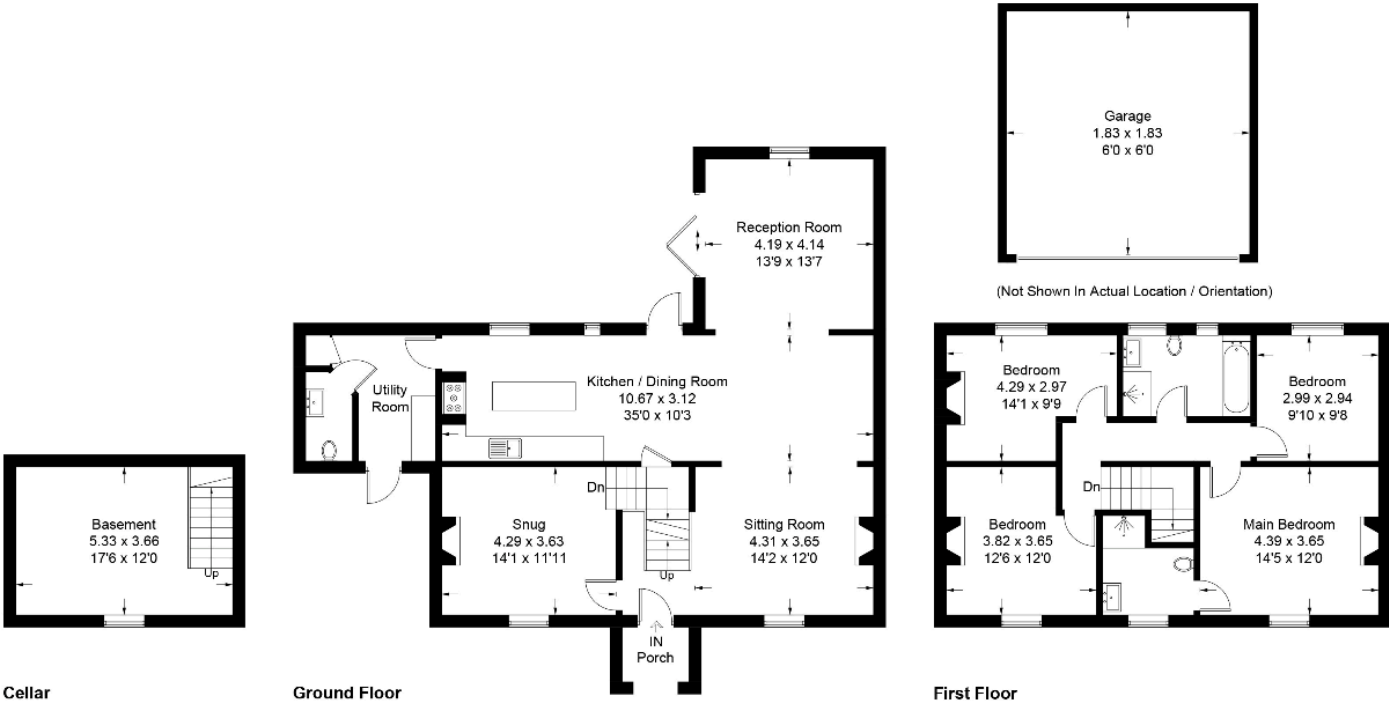 Garage
1.83 x 1.83
6'0 x 6'0
(Not Shown In Actual Location / Orientation)
Reception Room
4.19 x 4.14
13'9 x 13'7
Kitchen / Dining Room
10.67 x 3.12
35'0 x 10'3
Utility
Room
Bedroom
4.29 x 2.97
14'1 x 9'9
Bedroom
2.99 x 2.94
9'10 x 9'8
Basement
5.33 x 3.66
17'6 x 12'0
Up
Snug
4.29 x 3.63
14'1 x 11'11
Dn
Up
Sitting Room
4.31 x 3.65
14'2 x 12'0
IN
Porch
Bedroom
3.82 x 3.65
12'6 x 12'0
Dn
Main Bedroom
4.39 x 3.65
14'5 x 12'0
Cellar
Ground Floor
First Floor